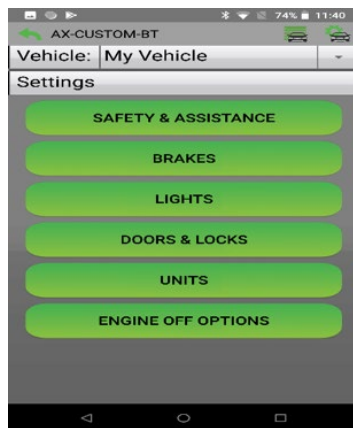 74% 11:40
AX-CUSTOM-BT
Vehicle: My Vehicle
Settings
SAFETY & ASSISTANCE
BRAKES
LIGHTS
DOORS & LOCKS
UNITS
ENGINE OFF OPTIONS